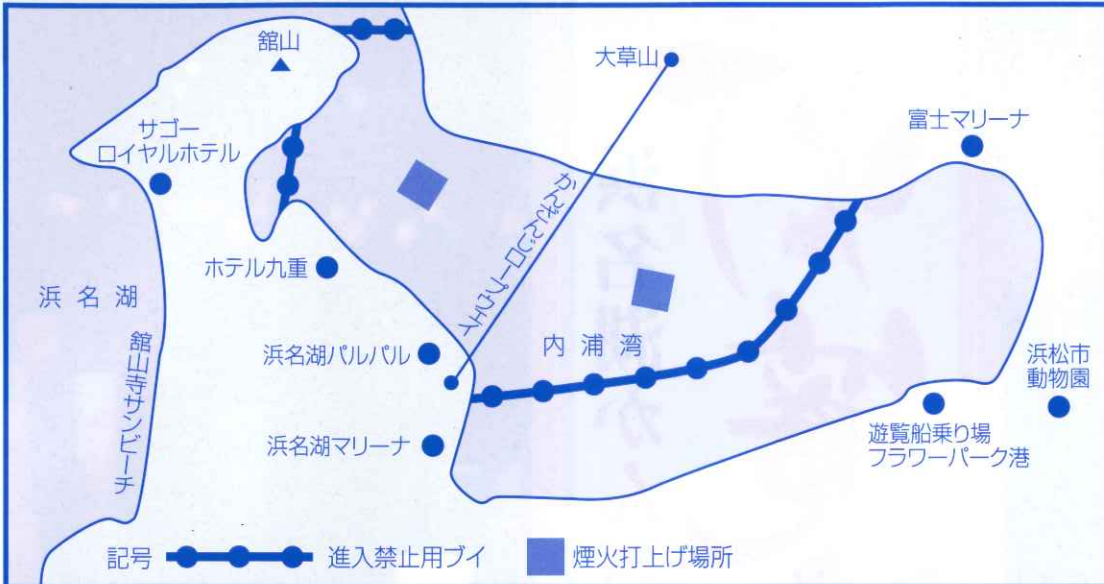 舘山
大草山
サゴー
ロイヤルホテル
富士マリーナ
かんざんじロープウェイ
ホテル九重
浜名湖
内浦湾
浜名湖パルパル
舘山寺サンビーチ
浜松市
動物園
浜名湖マリーナ
遊覧船乗り場
フラワーパーク港
記号
進入禁止用ブイ
煙火打上げ場所